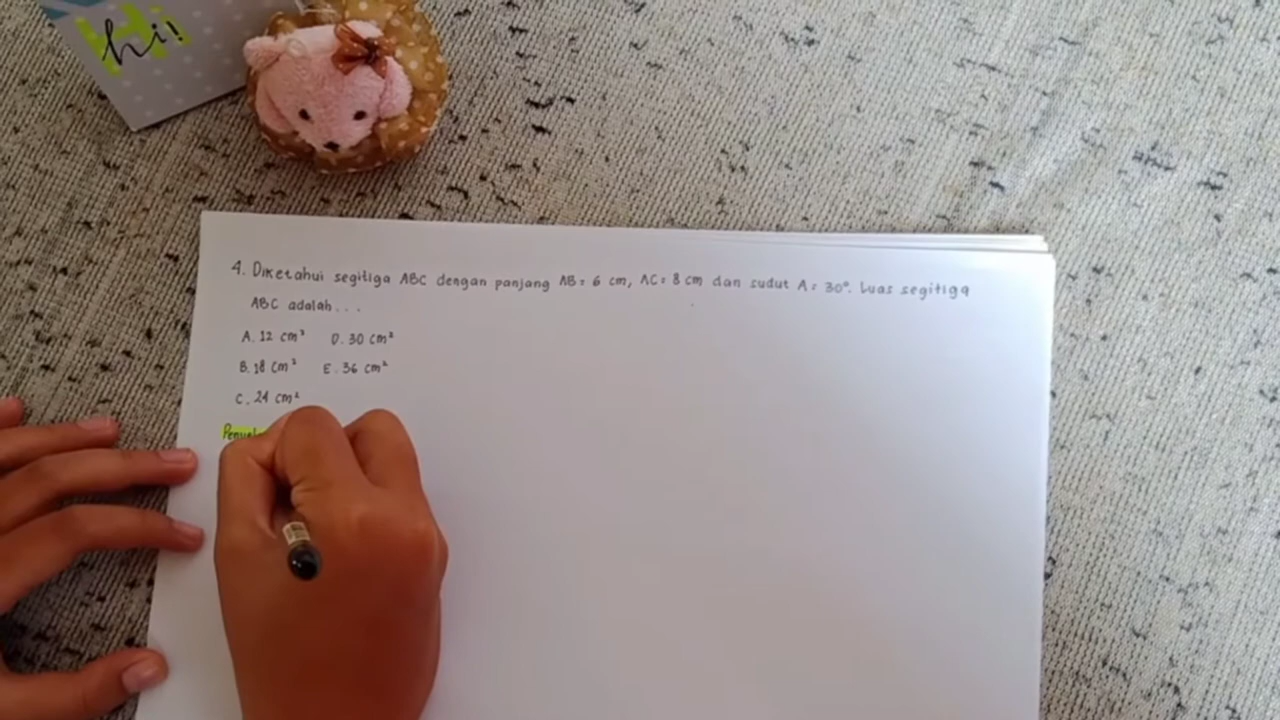 hi!
4. Diketahui segitiga ABC dengan panjang AB = 6 cm, AC = 8 cm dan sudut A = 30°. Luas segitiga
ABC adalah . . .
A. 12 cm² D. 30 cm²
B. 18 cm² E. 36 cm²
C. 24 cm²